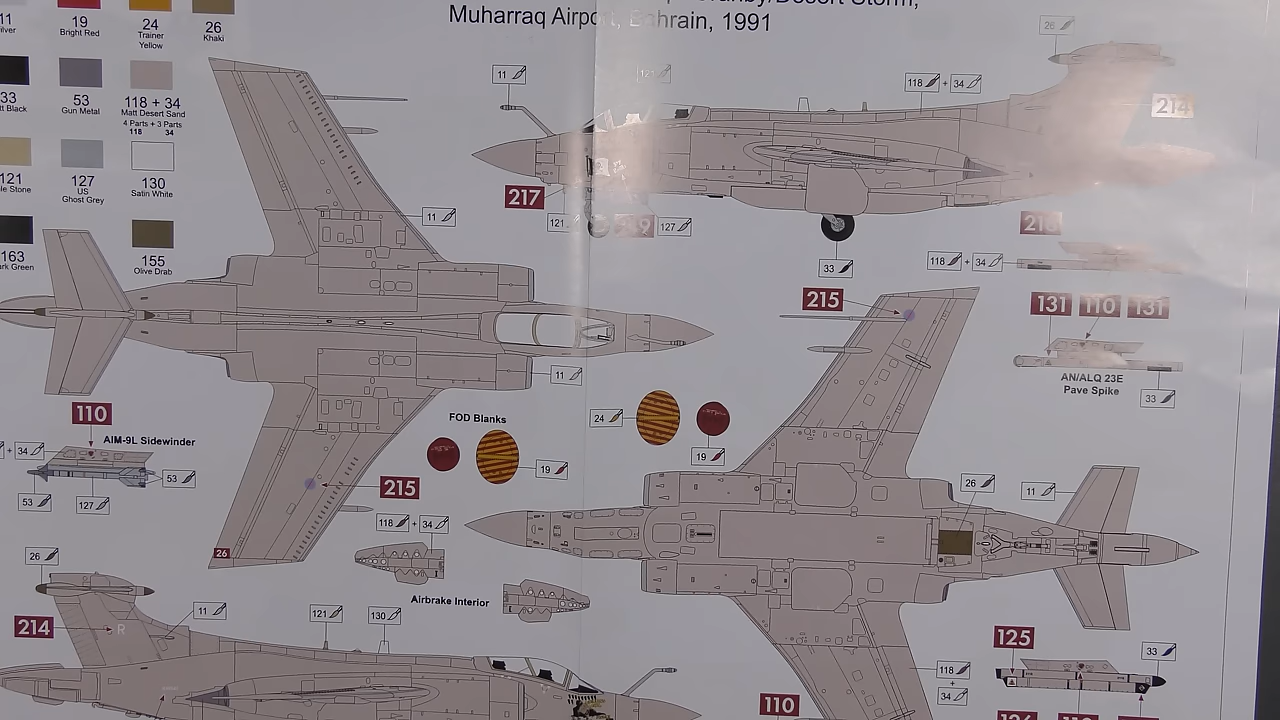 Muharraq Airport, Bahrain, 1991
11
19
Bright Red
24
Trainer
Yellow
26
Khaki
33
53
Gun Metal
118 + 34
Matt Desert Sand
4 Parts + 3 Parts
118 34
121
127
US
Ghost Grey
130
Satin White
163
155
Olive Drab
11
121
118 + 34
26
214
217
11
121
127
33
118 + 34
215
131 110 131
AN/ALQ 23E
Pave Spike
33
11
110
AIM-9L Sidewinder
34
53
53
127
FOD Blanks
19
24
19
215
118 + 34
26
11
26
Airbrake Interior
26
214
R
11
121
130
125
33
118
+
34
110